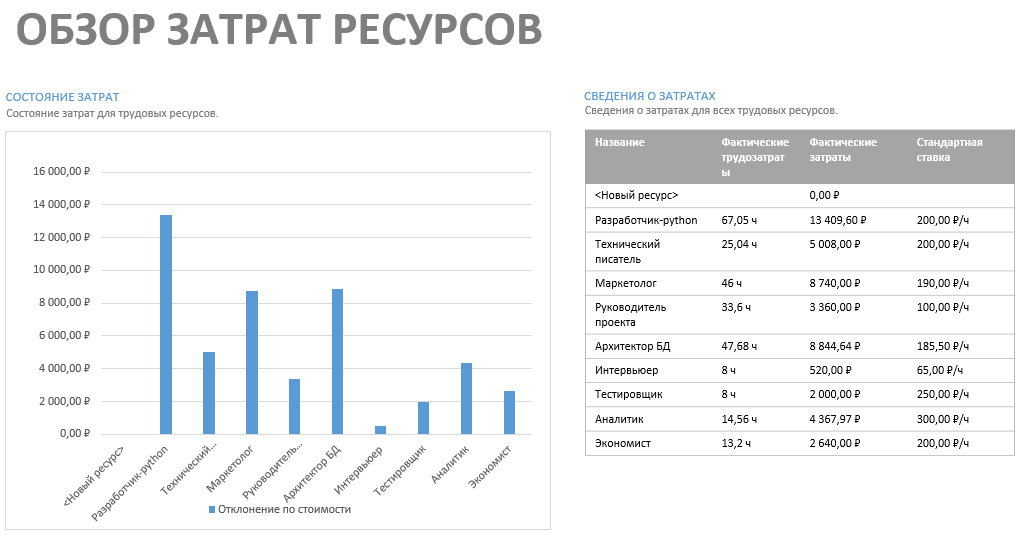 ОБЗОР ЗАТРАТ РЕСУРСОВ
СОСТОЯНИЕ ЗАТРАТ
Состояние затрат для трудовых ресурсов.
16 000,00 ₽
14 000,00 ₽
12 000,00 ₽
10 000,00 ₽
8 000,00 ₽
6 000,00 ₽
4 000,00 ₽
2 000,00 ₽
0,00 ₽
<Новый ресурс>
Разработчик-python
Технический…
Маркетолог
Руководитель…
Архитектор БД
Интервьюер
Тестировщик
Аналитик
Экономист
Отклонение по стоимости
СВЕДЕНИЯ О ЗАТРАТАХ
Сведения о затратах для всех трудовых ресурсов.
Название Фактические Фактические Стандартная
трудозатрат затраты ставка
ы
<Новый ресурс> 0,00 ₽
Разработчик-python 67,05 ч 13 409,60 ₽ 200,00 ₽/ч
Технический 25,04 ч 5 008,00 ₽ 200,00 ₽/ч
писатель
Маркетолог 46 ч 8 740,00 ₽ 190,00 ₽/ч
Руководитель 33,6 ч 3 360,00 ₽ 100,00 ₽/ч
проекта
Архитектор БД 47,68 ч 8 844,64 ₽ 185,50 ₽/ч
Интервьюер 8 ч 520,00 ₽ 65,00 ₽/ч
Тестировщик 8 ч 2 000,00 ₽ 250,00 ₽/ч
Аналитик 14,56 ч 4 367,97 ₽ 300,00 ₽/ч
Экономист 13,2 ч 2 640,00 ₽ 200,00 ₽/ч